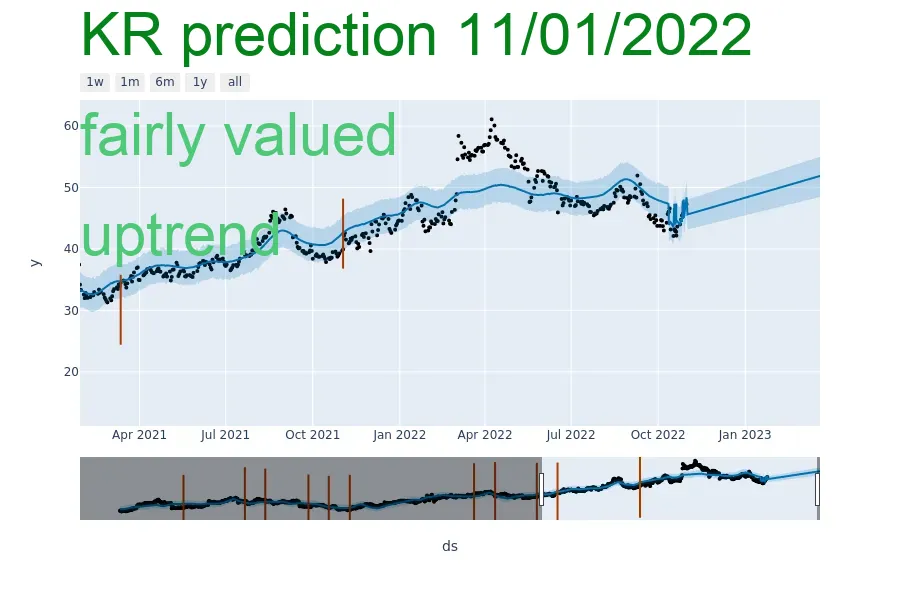 KR prediction 11/01/2022
1w 1m 6m 1y all
fairly valued
uptrend
y
60
50
40
30
20
Apr 2021 Jul 2021 Oct 2021 Jan 2022 Apr 2022 Jul 2022 Oct 2022 Jan 2023
ds